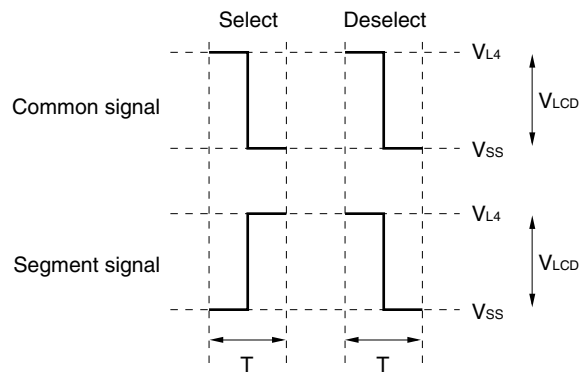 Select
Deselect
VL4
Common signal
VLCD
VSS
VL4
Segment signal
VLCD
VSS
T
T